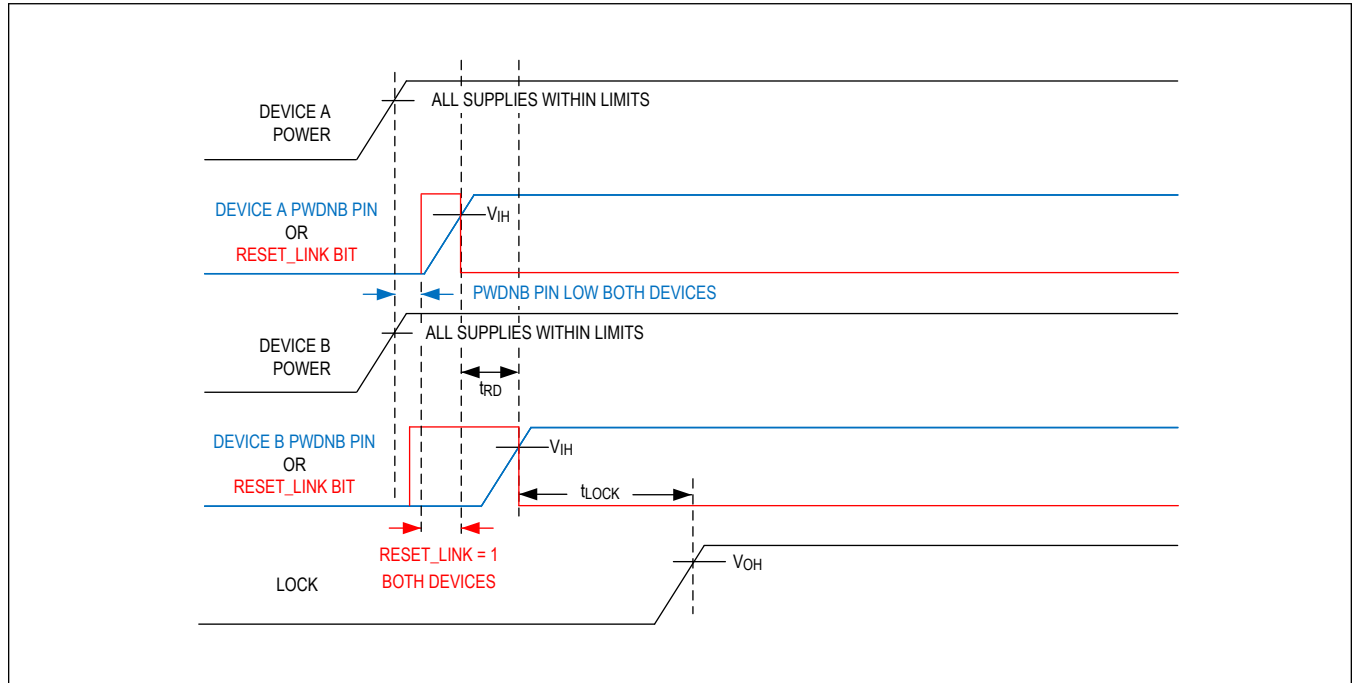 ALL SUPPLIES WITHIN LIMITS
DEVICE A
POWER
DEVICE A PWDNB PIN
OR
RESET_LINK BIT
VIH
PWDNB PIN LOW BOTH DEVICES
ALL SUPPLIES WITHIN LIMITS
DEVICE B
POWER
tRD
DEVICE B PWDNB PIN
OR
RESET_LINK BIT
VIH
tLOCK
RESET_LINK = 1
BOTH DEVICES
LOCK
VOH